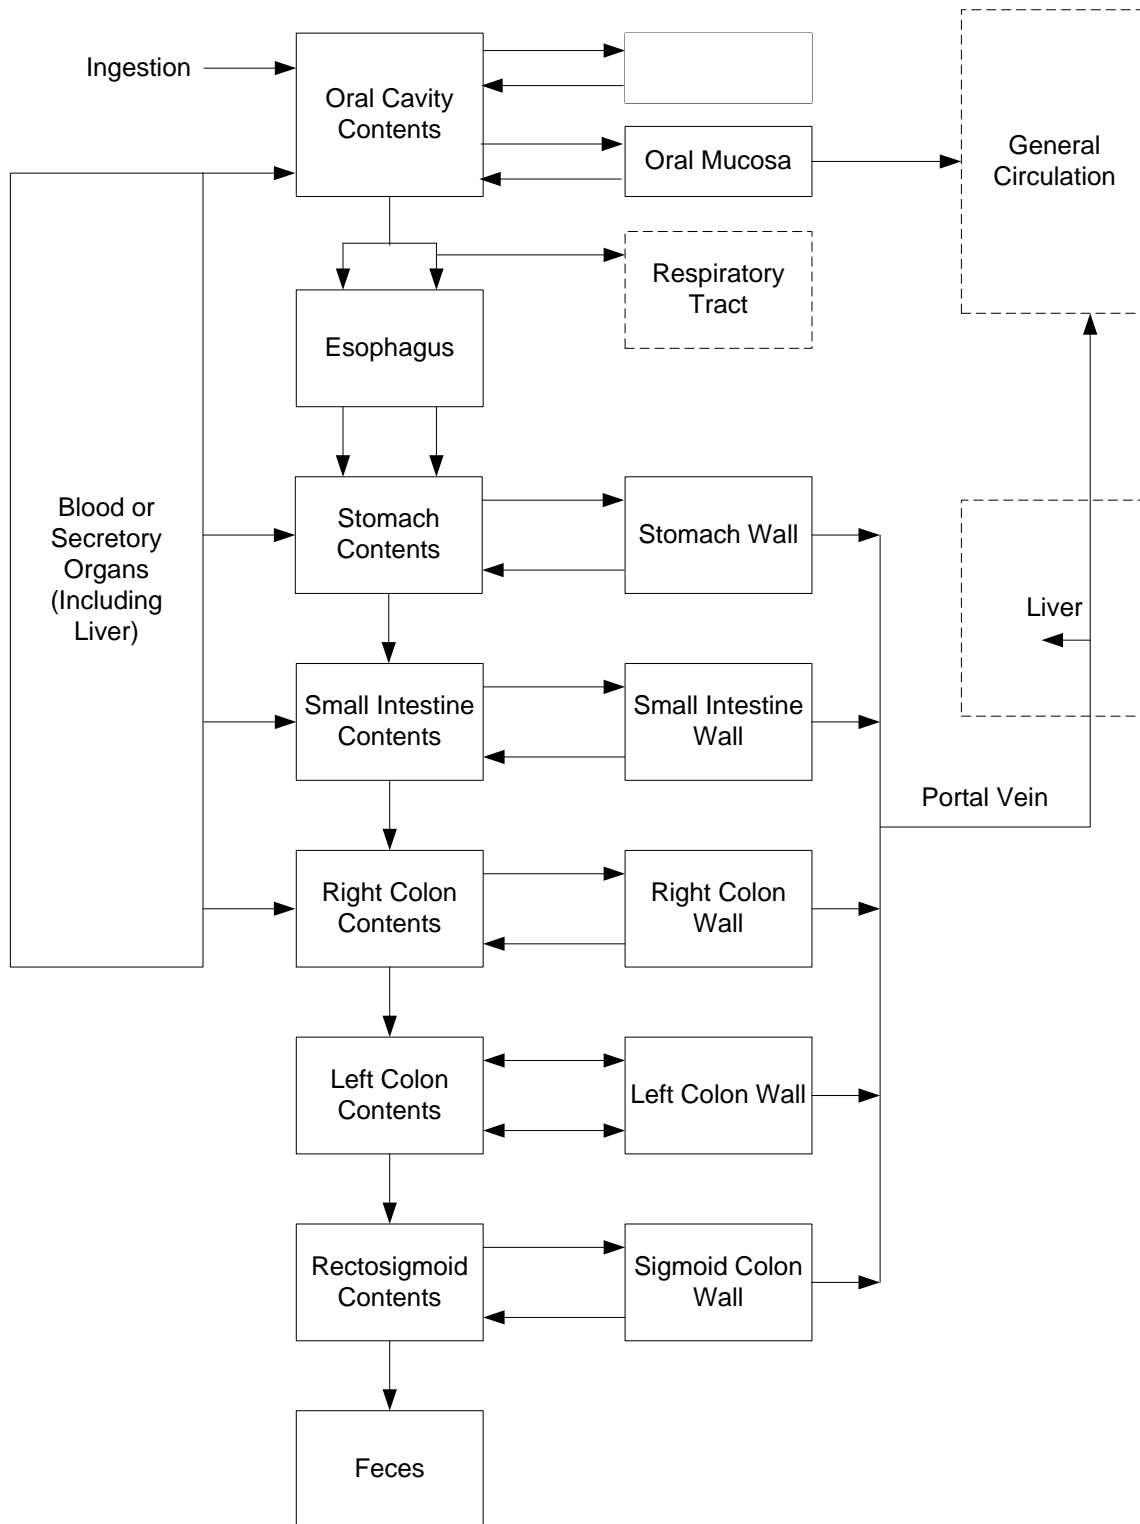 Ingestion
Oral Cavity
Contents
Oral Mucosa
General
Circulation
Respiratory
Tract
Esophagus
Blood or
Secretory
Organs
(Including
Liver)
Stomach
Contents
Stomach Wall
Liver
Small Intestine
Contents
Small Intestine
Wall
Portal Vein
Right Colon
Contents
Right Colon
Wall
Left Colon
Contents
Left Colon Wall
Rectosigmoid
Contents
Sigmoid Colon
Wall
Feces